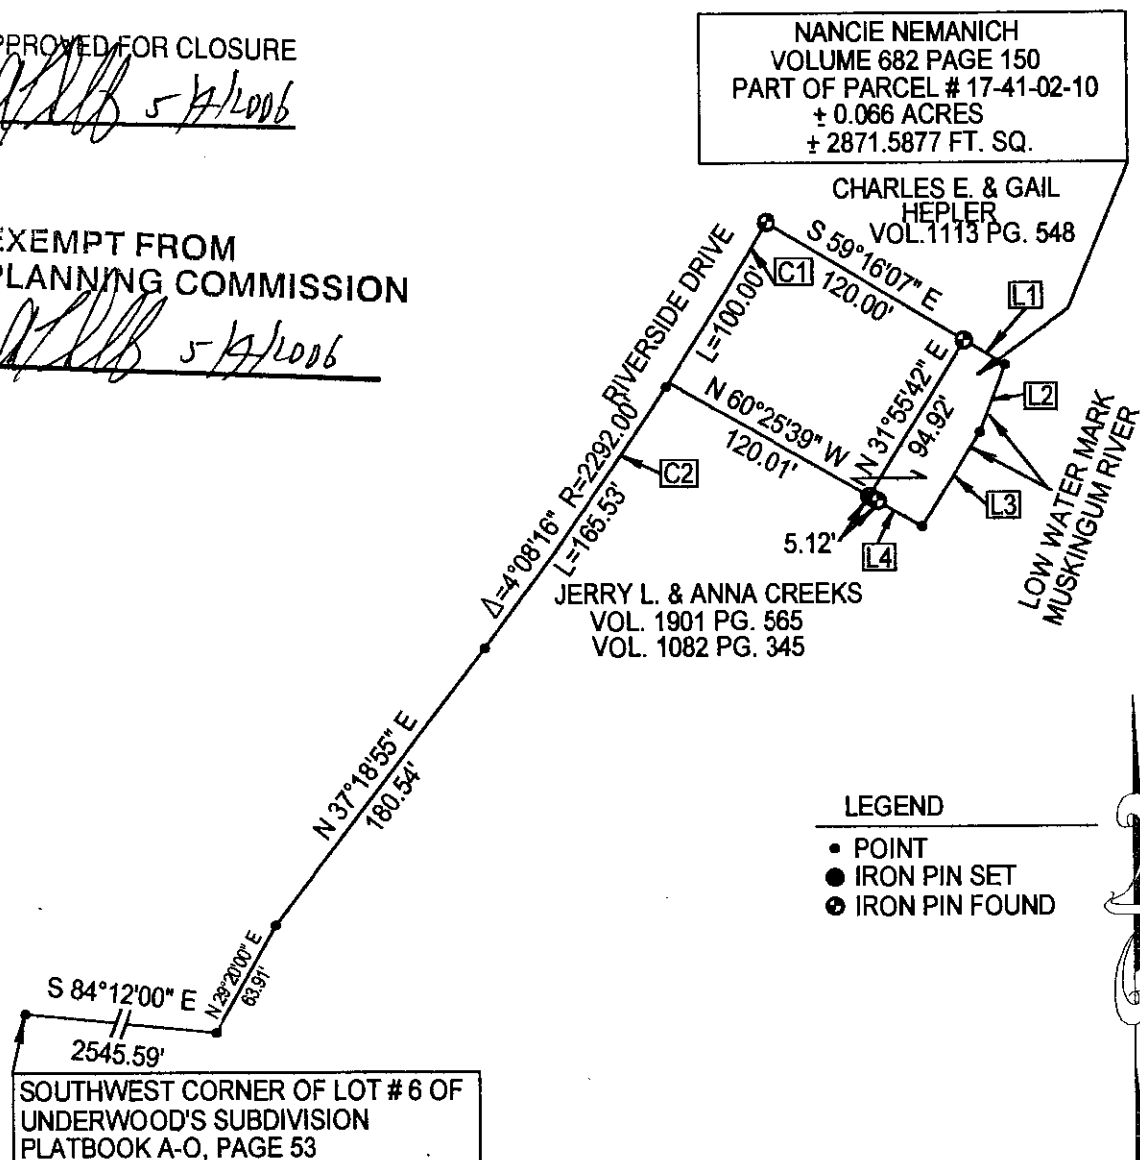 PPROVED FOR CLOSURE
5/4/2006
EXEMPT FROM
PLANNING COMMISSION
5/4/2006
NANCIE NEMANICH
VOLUME 682 PAGE 150
PART OF PARCEL # 17-41-02-10
± 0.066 ACRES
± 2871.5877 FT. SQ.
CHARLES E. & GAIL
HEPLER
VOL.1113 PG. 548
S 59°16'07" E
120.00'
RIVERSIDE DRIVE
C1
L=100.00'
L1
L2
N 31°55'42" E
94.92'
N 60°25'39" W
120.01'
LOW WATER MARK
MUSKINGUM RIVER
L3
5.12'
L4
C2
Δ=4°08'16" R=2292.00'
L=165.53'
JERRY L. & ANNA CREEKS
VOL. 1901 PG. 565
VOL. 1082 PG. 345
N 37°18'55" E
180.54'
LEGEND
POINT
IRON PIN SET
IRON PIN FOUND
N 29°20'00" E
63.91'
S 84°12'00" E
2545.59'
SOUTHWEST CORNER OF LOT # 6 OF
UNDERWOOD'S SUBDIVISION
PLATBOOK A-O, PAGE 53